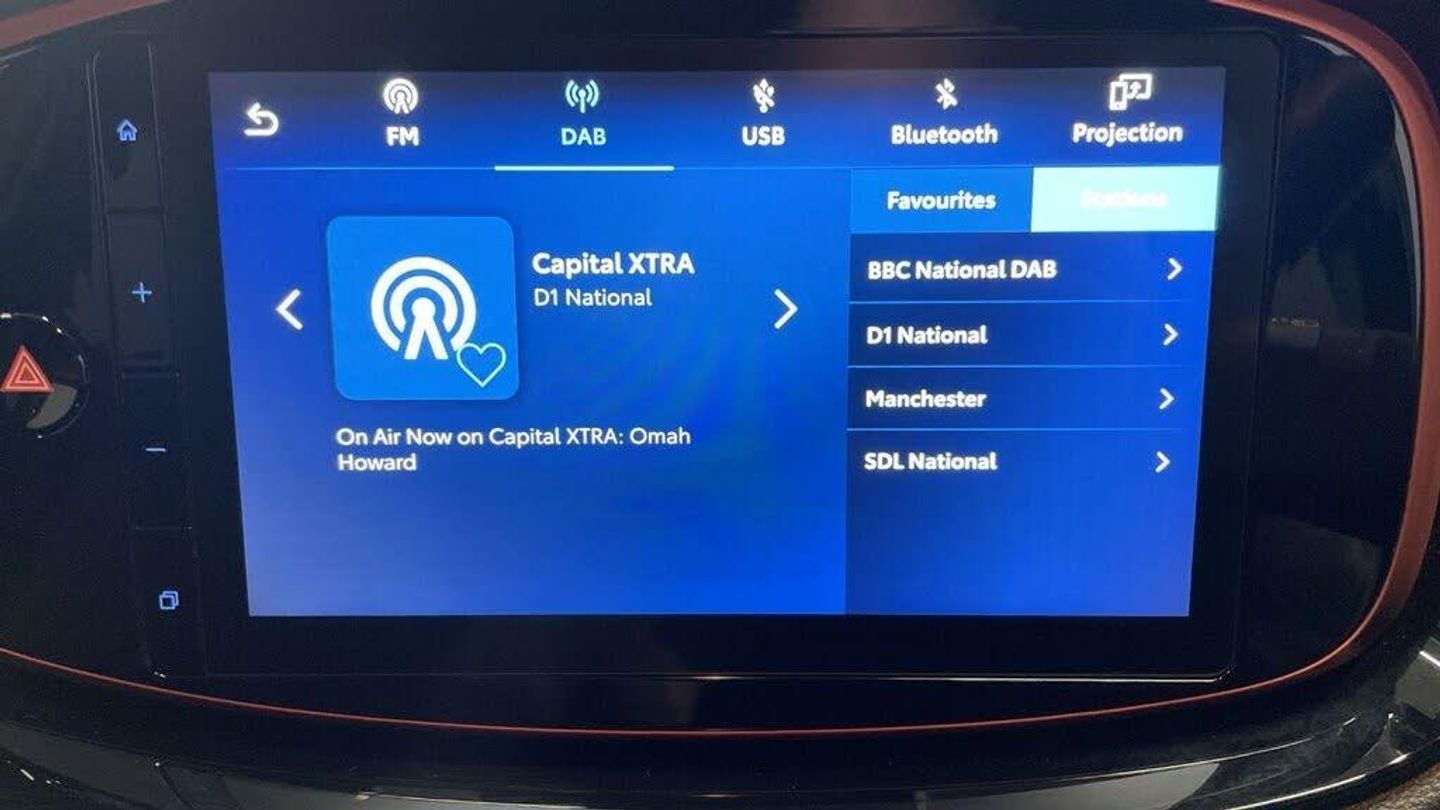 FM
DAB
USB
Bluetooth
Projection
Favourites
Stations
Capital XTRA
D1 National
On Air Now on Capital XTRA: Omah
Howard
BBC National DAB
D1 National
Manchester
SDL National